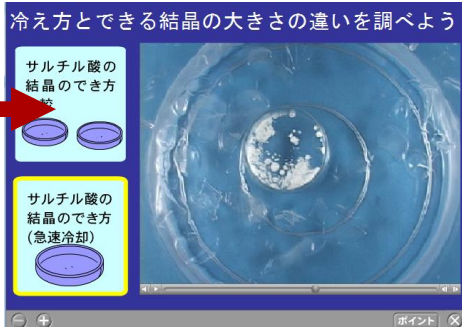 冷え方とできる結晶の大きさの違いを調べよう
サルチル酸の
結晶のでき方
較
サルチル酸の
結晶のでき方
(急速冷却)
ポイント